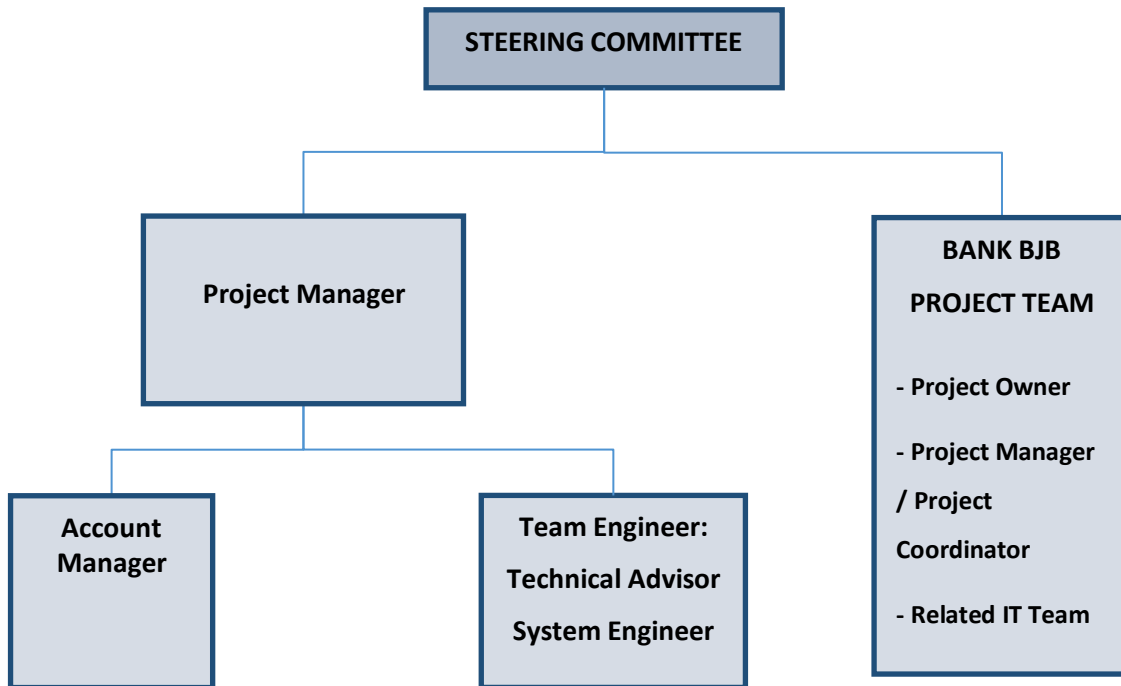 STEERING COMMITTEE
Project Manager
BANK BJB
PROJECT TEAM
- Project Owner
- Project Manager
/ Project
Coordinator
- Related IT Team
Account
Manager
Team Engineer:
Technical Advisor
System Engineer